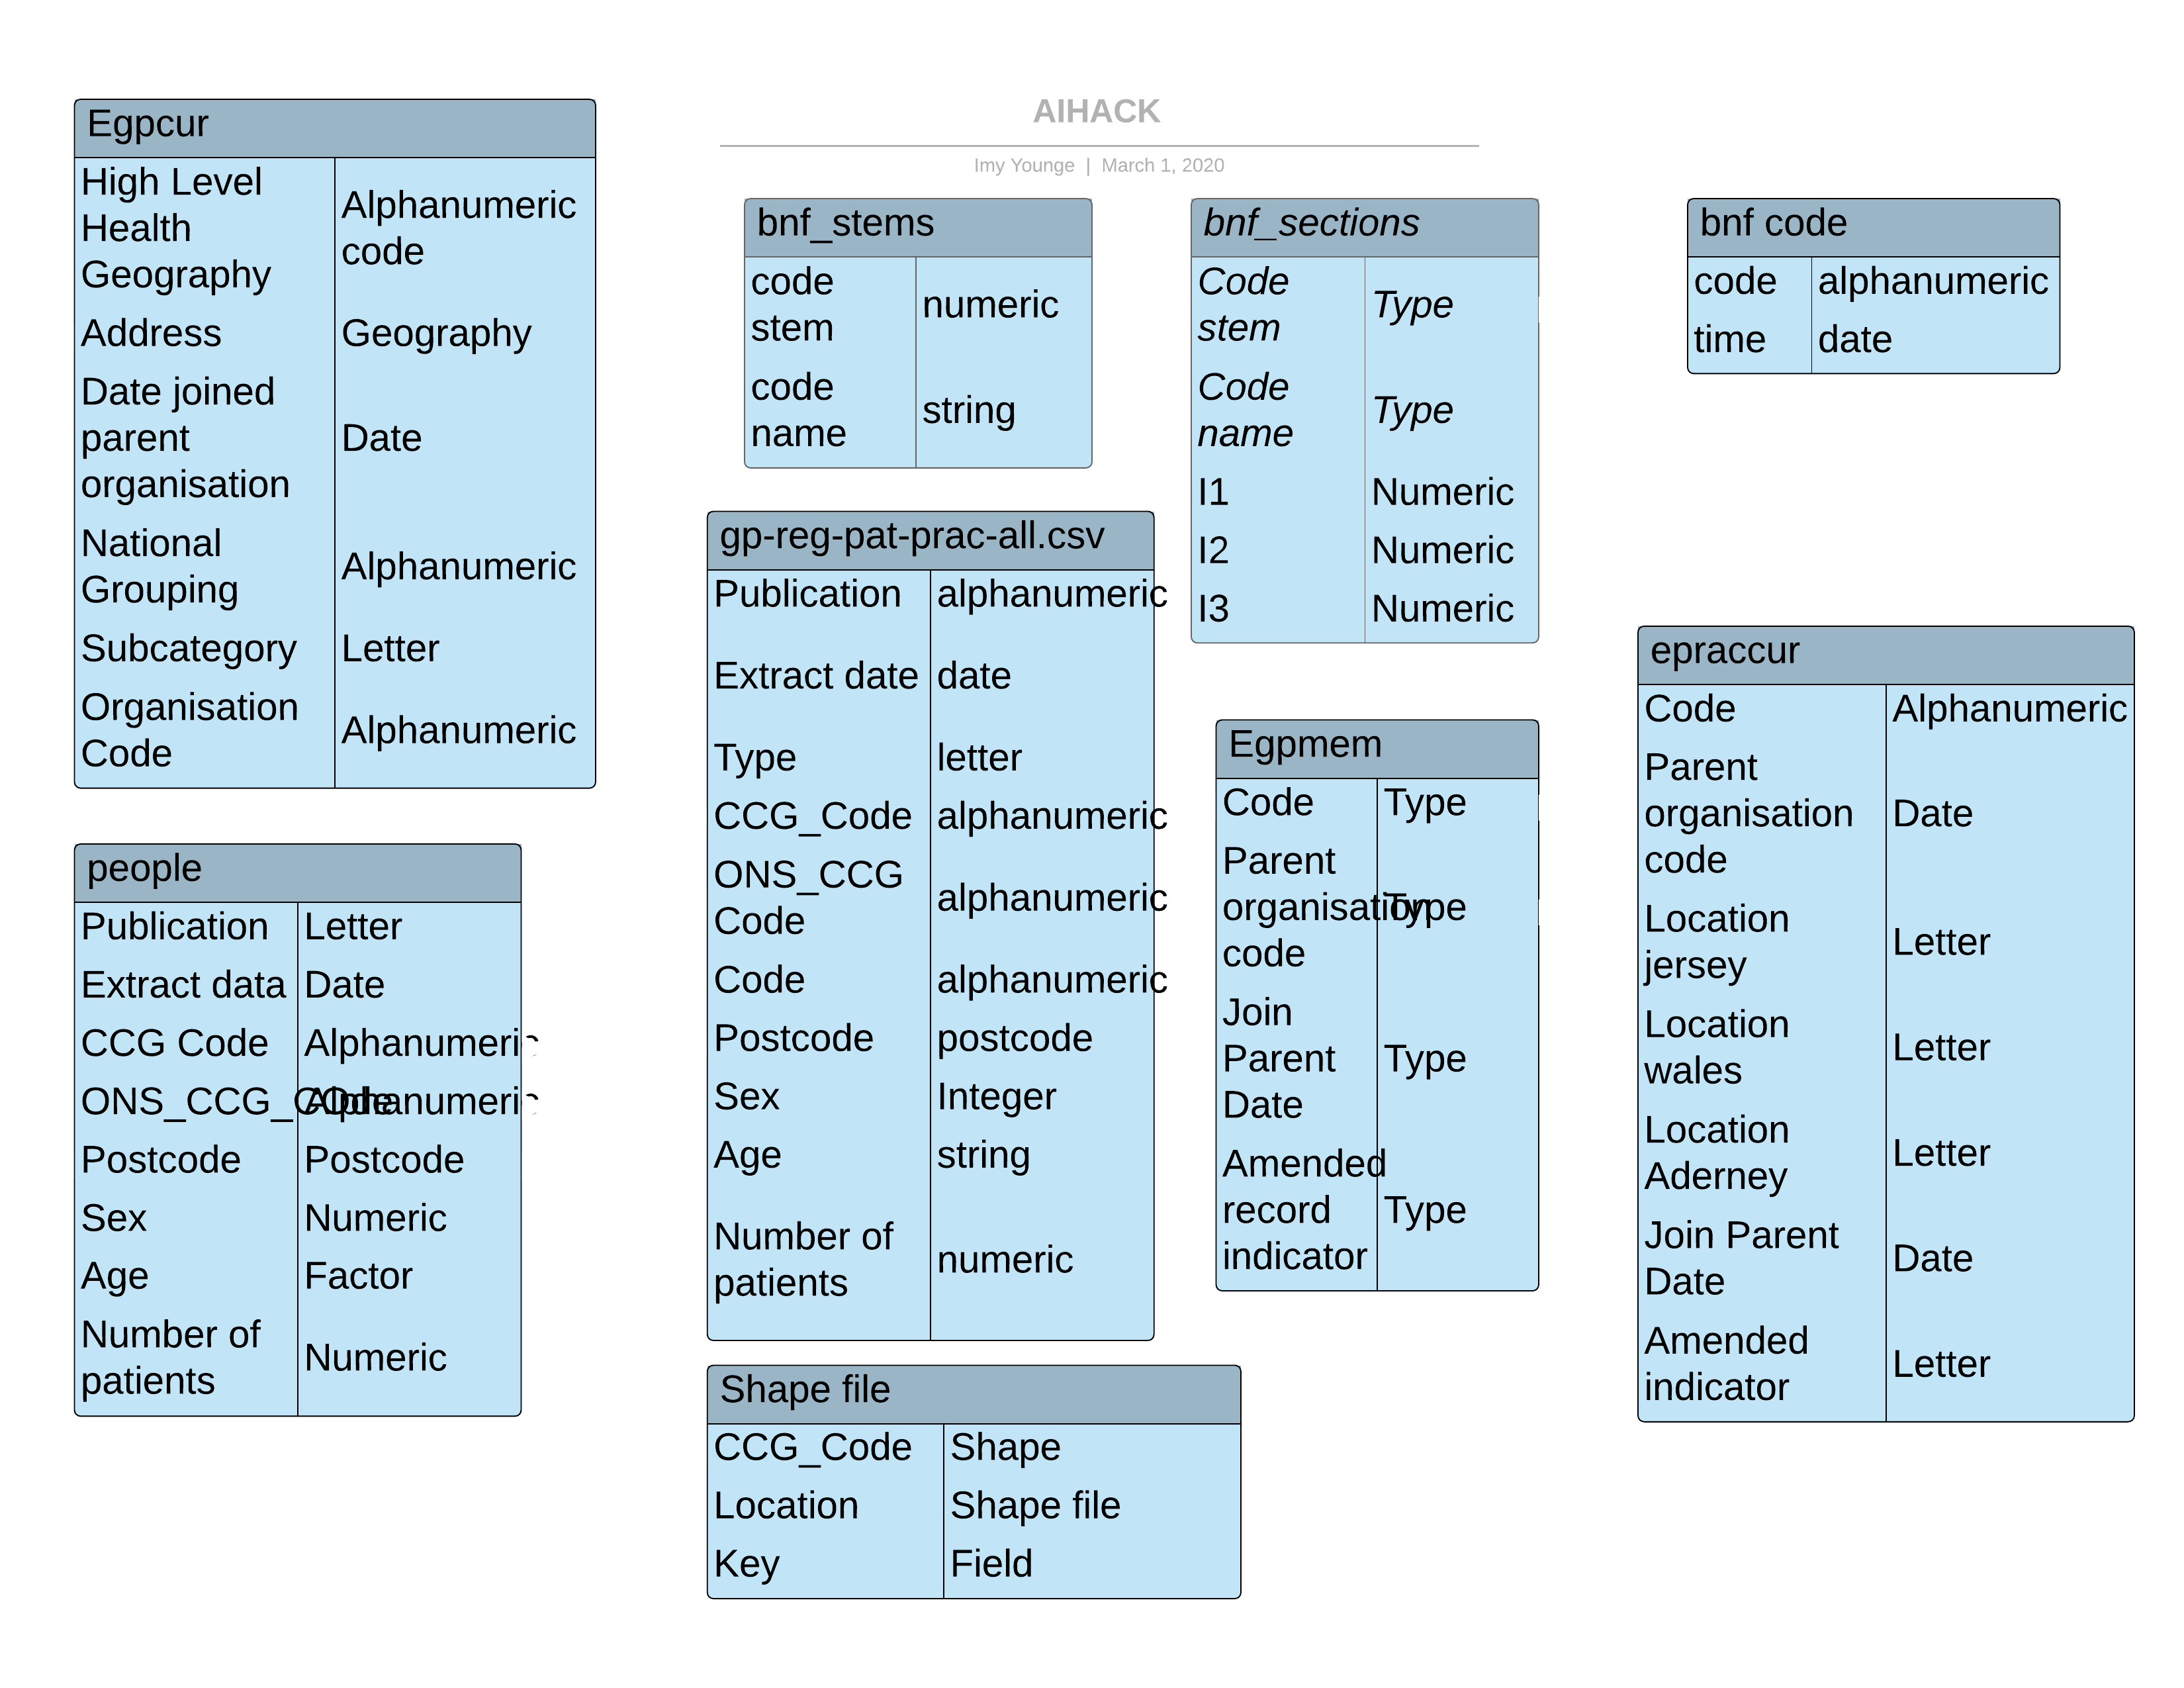 AIHACK
Imy Younge | March 1, 2020
Egpcur
High Level
Health
Geography
Alphanumeric
code
Address
Geography
Date joined
parent
organisation
Date
National
Grouping
Alphanumeric
Subcategory
Letter
Organisation
Code
Alphanumeric
people
Publication
Letter
Extract data
Date
CCG Code
Alphanumeric
ONS_CCG_COde
Alphanumeric
Postcode
Postcode
Sex
Numeric
Age
Factor
Number of
patients
Numeric
bnf_stems
code
stem
numeric
code
name
string
gp-reg-pat-prac-all.csv
Publication
alphanumeric
Extract date
date
Type
letter
CCG_Code
alphanumeric
ONS_CCG
Code
alphanumeric
Code
alphanumeric
Postcode
postcode
Sex
Integer
Age
string
Number of
patients
numeric
Shape file
CCG_Code
Shape
Location
Shape file
Key
Field
bnf_sections
Code
stem
Type
Code
name
Type
I1
Numeric
I2
Numeric
I3
Numeric
Egpmem
Code
Type
Parent
organisation
code
Type
Join
Parent
Date
Type
Amended
record
indicator
Type
bnf code
code
alphanumeric
time
date
epraccur
Code
Alphanumeric
Parent
organisation
code
Date
Location
jersey
Letter
Location
wales
Letter
Location
Aderney
Letter
Join Parent
Date
Date
Amended
indicator
Letter